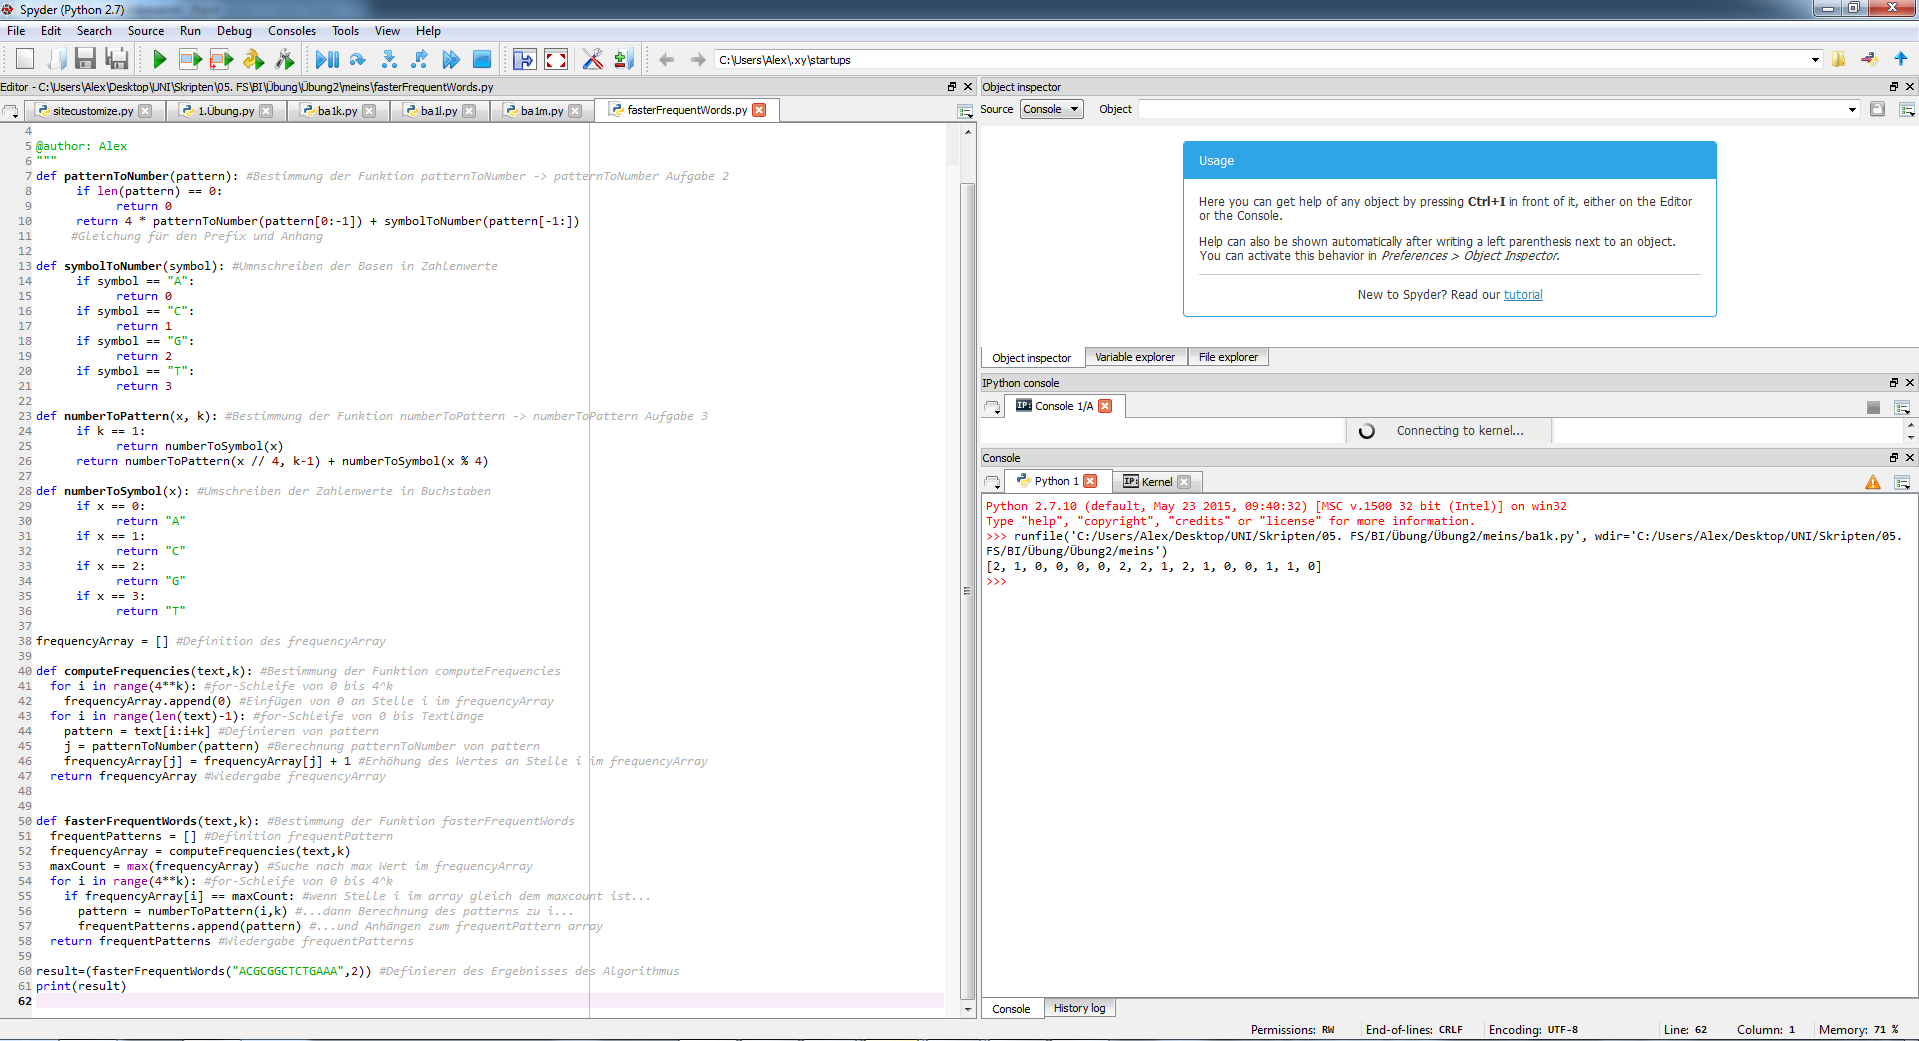 Spyder (Python 2.7)
File Edit Search Source Run Debug Consoles Tools View Help
C:\Users\Alex\.xy\startups
Editor - C:\Users\Alex\Desktop\UNI\Skripten\05. FS\BI\Übung\Übung2\meins\fasterFrequentWords.py
sitecustomize.py 1.Übung.py ba1k.py ba1l.py ba1m.py fasterFrequentWords.py
4
5 @author: Alex
6 """
7 def patternToNumber(pattern): #Bestimmung der Funktion patternToNumber -> patternToNumber Aufgabe 2
8 if len(pattern) == 0:
9 return 0
10 return 4 * patternToNumber(pattern[0:-1]) + symbolToNumber(pattern[-1:])
11 #Gleichung für den Prefix und Anhang
12
13 def symbolToNumber(symbol): #Umnschreiben der Basen in Zahlenwerte
14 if symbol == "A":
15 return 0
16 if symbol == "C":
17 return 1
18 if symbol == "G":
19 return 2
20 if symbol == "T":
21 return 3
22
23 def numberToPattern(x, k): #Bestimmung der Funktion numberToPattern -> numberToPattern Aufgabe 3
24 if k == 1:
25 return numberToSymbol(x)
26 return numberToPattern(x // 4, k-1) + numberToSymbol(x % 4)
27
28 def numberToSymbol(x): #Umschreiben der Zahlenwerte in Buchstaben
29 if x == 0:
30 return "A"
31 if x == 1:
32 return "C"
33 if x == 2:
34 return "G"
35 if x == 3:
36 return "T"
37
38 frequencyArray = [] #Definition des frequencyArray
39
40 def computeFrequencies(text,k): #Bestimmung der Funktion computeFrequencies
41 for i in range(4**k): #for-Schleife von 0 bis 4^k
42 frequencyArray.append(0) #Einfügen von 0 an Stelle i im frequencyArray
43 for i in range(len(text)-1): #for-Schleife von 0 bis Textlänge
44 pattern = text[i:i+k] #Definieren von pattern
45 j = patternToNumber(pattern) #Berechnung patternToNumber von pattern
46 frequencyArray[j] = frequencyArray[j] + 1 #Erhöhung des Wertes an Stelle i im frequencyArray
47 return frequencyArray #Wiedergabe frequencyArray
48
49
50 def fasterFrequentWords(text,k): #Bestimmung der Funktion fasterFrequentWords
51 frequentPatterns = [] #Definition frequentPattern
52 frequencyArray = computeFrequencies(text,k)
53 maxCount = max(frequencyArray) #Suche nach max Wert im frequencyArray
54 for i in range(4**k): #for-Schleife von 0 bis 4^k
55 if frequencyArray[i] == maxCount: #wenn Stelle i im array gleich dem maxcount ist...
56 pattern = numberToPattern(i,k) #...dann Berechnung des patterns zu i...
57 frequentPatterns.append(pattern) #...und Anhängen zum frequentPattern array
58 return frequentPatterns #Wiedergabe frequentPatterns
59
60 result=(fasterFrequentWords("ACGCGGCTCTGAAA",2)) #Definieren des Ergebnisses des Algorithmus
61 print(result)
62
Object inspector
Source Console Object
Usage
Here you can get help of any object by pressing Ctrl+I in front of it, either on the Editor
or the Console.
Help can also be shown automatically after writing a left parenthesis next to an object.
You can activate this behavior in Preferences > Object Inspector.
New to Spyder? Read our tutorial
Object inspector Variable explorer File explorer
IPython console
IP: Console 1/A
Connecting to kernel...
Console
Python 1 IP: Kernel
Python 2.7.10 (default, May 23 2015, 09:40:32) [MSC v.1500 32 bit (Intel)] on win32
Type "help", "copyright", "credits" or "license" for more information.
>>> runfile('C:/Users/Alex/Desktop/UNI/Skripten/05. FS/BI/Übung/Übung2/meins/ba1k.py', wdir='C:/Users/Alex/Desktop/UNI/Skripten/05.
FS/BI/Übung/Übung2/meins')
[2, 1, 0, 0, 0, 0, 2, 2, 1, 2, 1, 0, 0, 1, 1, 0]
>>>
Console History log
Permissions: RW End-of-lines: CRLF Encoding: UTF-8 Line: 62 Column: 1 Memory: 71 %